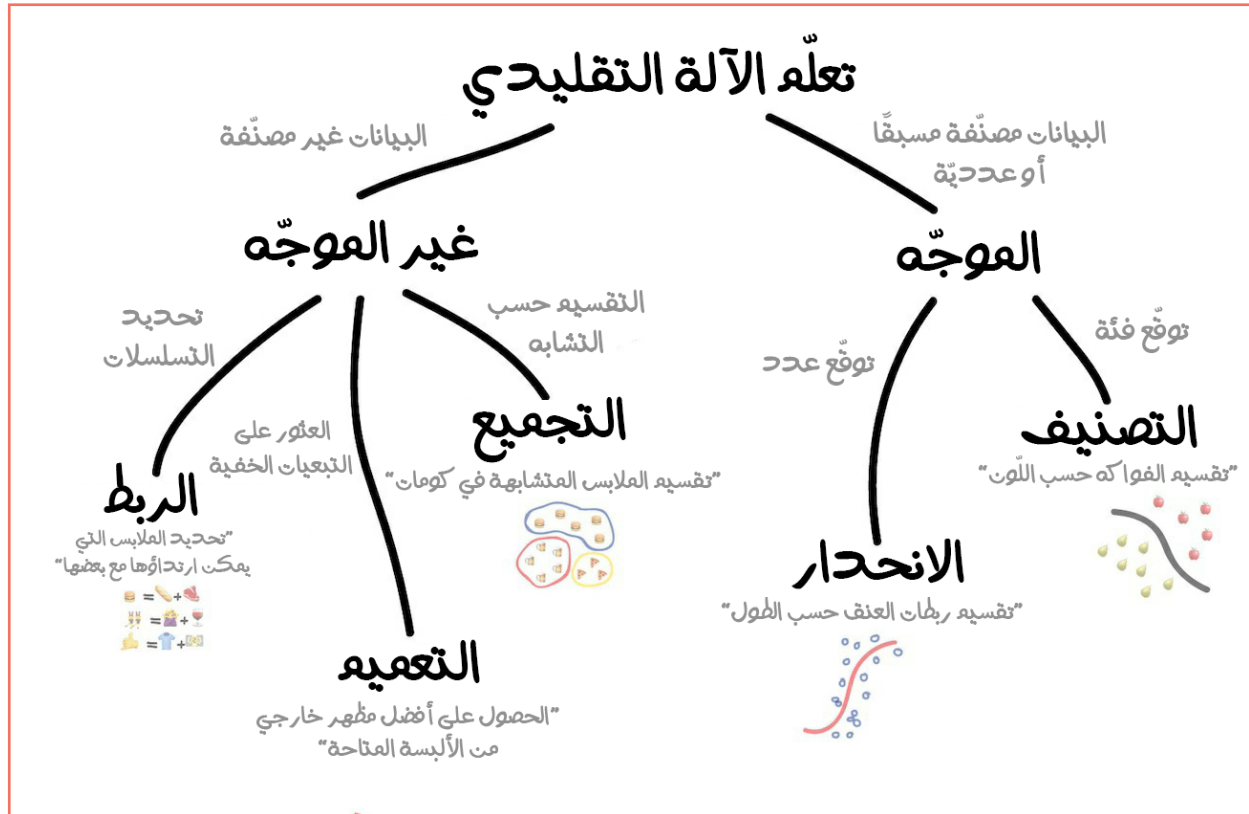 تعلّم الآلة التقليدي
البيانات مصنّفة مسبقًا
أو عدديّة
البيانات غير مصنّفة
الموجّه
غير الموجّه
توقّع فئة
توقّع عدد
التقسيم حسب
التشابه
تحديد
التسلسلات
العثور على
التبعيات الخفية
التصنيف
"تقسيم الفواكه حسب اللّون"
الانحدار
"تقسيم ربطات العنق حسب الطول"
التجميع
"تقسيم الملابس المتشابهة في كومات"
الربط
"تحديد الملابس التي
يمكن ارتداؤها مع بعضها"
= +
= +
= +
التعميم
"الحصول على أفضل مظهر خارجي
من الألبسة المتاحة"